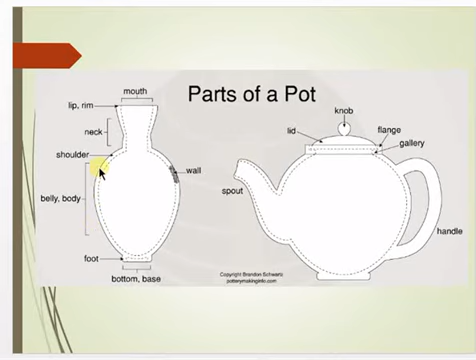 Parts of a Pot
mouth
lip, rim
neck
shoulder
wall
belly, body
foot
bottom, base
knob
lid
flange
gallery
spout
handle
Copyright Brandon Schwartz
potterymakinginfo.com